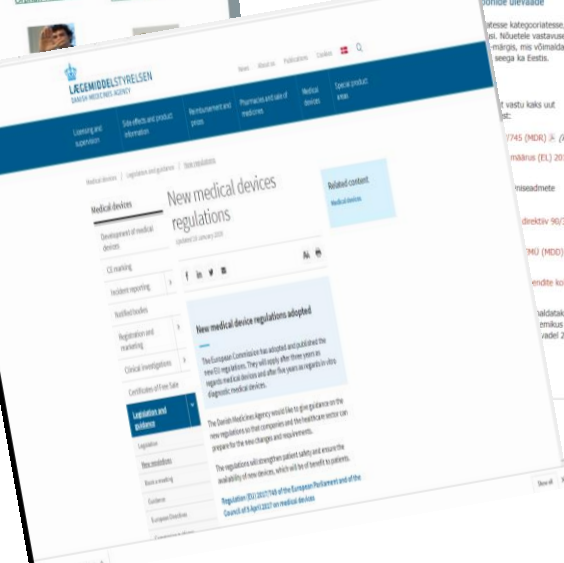 LÆGEMIDDELSTYRELSEN
DANISH MEDICINES AGENCY
News
About us
Publications
Cookies
Licensing and
supervision
Side effects and product
information
Reimbursement and
prices
Pharmacies and sale of
medicines
Medical
devices
Special product
areas
Medical devices | Legislation and guidance | New regulations
Medical devices
Development of medical
devices
CE marking
Incident reporting
Notified bodies
Registration and
marketing
Clinical investigations
Certificates of Free Sale
Legislation and
guidance
Legislation
New regulations
Guidance
European Directives
New medical devices
regulations
Updated 10 January 2020
New medical device regulations adopted
The European Commission has adopted and published the
new EU regulations. They will apply after three years as
regards medical devices and after five years as regards in vitro
diagnostic medical devices.
The Danish Medicines Agency would like to give guidance on the
new regulations so that companies and the healthcare sector can
prepare for the new changes and requirements.
The regulations will strengthen patient safety and ensure the
availability of new devices, which will be of benefit to patients.
Regulation (EU) 2017/745 of the European Parliament and of the
Council of 5 April 2017 on medical devices
Related content
Medical devices
oonide ülevaade
atesse kategooriatesse,
usi. Nõuetele vastavuse
-märgis, mis võimalda
seega ka Eestis.
t vastu kaks uut
st:
/745 (MDR)
määrus (EL) 201
niseadmete
direktiiv 90/
MÜ (MDD)
endite ko
haldatak
emikus
vadel 2
Show all